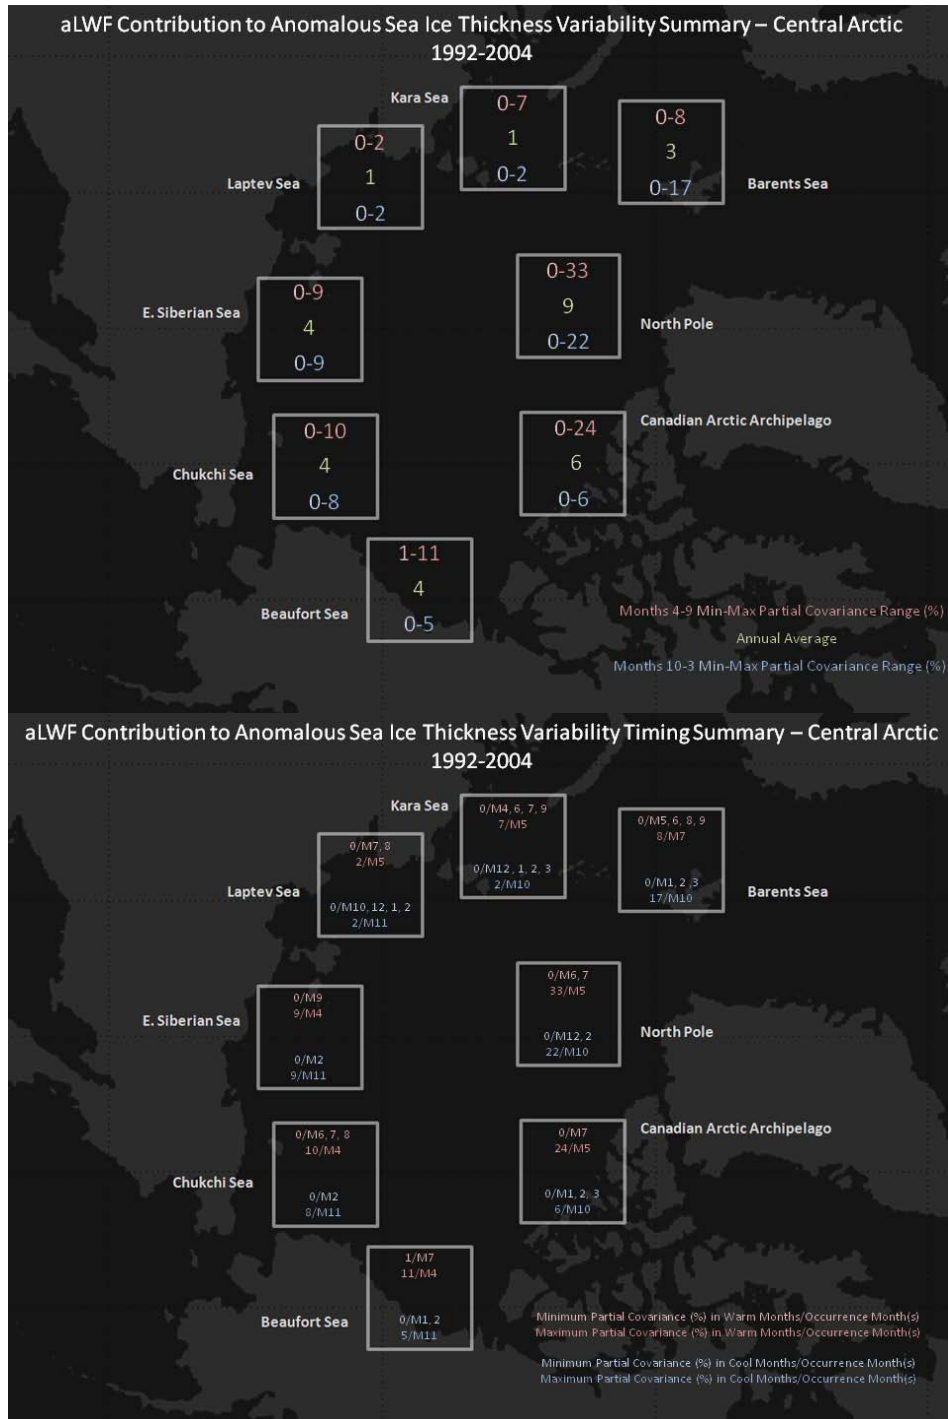 aLWF Contribution to Anomalous Sea Ice Thickness Variability Summary – Central Arctic
1992-2004
Kara Sea
0-7
1
0-2
0-8
3
0-17
Barents Sea
Laptev Sea
0-2
1
0-2
E. Siberian Sea
0-9
4
0-9
0-33
9
0-22
North Pole
Chukchi Sea
0-10
4
0-8
0-24
6
0-6
Canadian Arctic Archipelago
Beaufort Sea
1-11
4
0-5
Months 4-9 Min-Max Partial Covariance Range (%)
Annual Average
Months 10-3 Min-Max Partial Covariance Range (%)
aLWF Contribution to Anomalous Sea Ice Thickness Variability Timing Summary – Central Arctic
1992-2004
Kara Sea
0/M4, 6, 7, 9
7/M5
0/M12, 1, 2, 3
2/M10
0/M5, 6, 8, 9
8/M7
0/M1, 2, 3
17/M10
Barents Sea
Laptev Sea
0/M7, 8
2/M5
0/M10, 12, 1, 2
2/M11
E. Siberian Sea
0/M9
9/M4
0/M2
9/M11
0/M6, 7
33/M5
0/M12, 2
22/M10
North Pole
Chukchi Sea
0/M6, 7, 8
10/M4
0/M2
8/M11
0/M7
24/M5
0/M1, 2, 3
6/M10
Canadian Arctic Archipelago
Beaufort Sea
1/M7
11/M4
0/M1, 2
5/M11
Minimum Partial Covariance (%) in Warm Months/Occurrence Month(s)
Maximum Partial Covariance (%) in Warm Months/Occurrence Month(s)
Minimum Partial Covariance (%) in Cool Months/Occurrence Month(s)
Maximum Partial Covariance (%) in Cool Months/Occurrence Month(s)